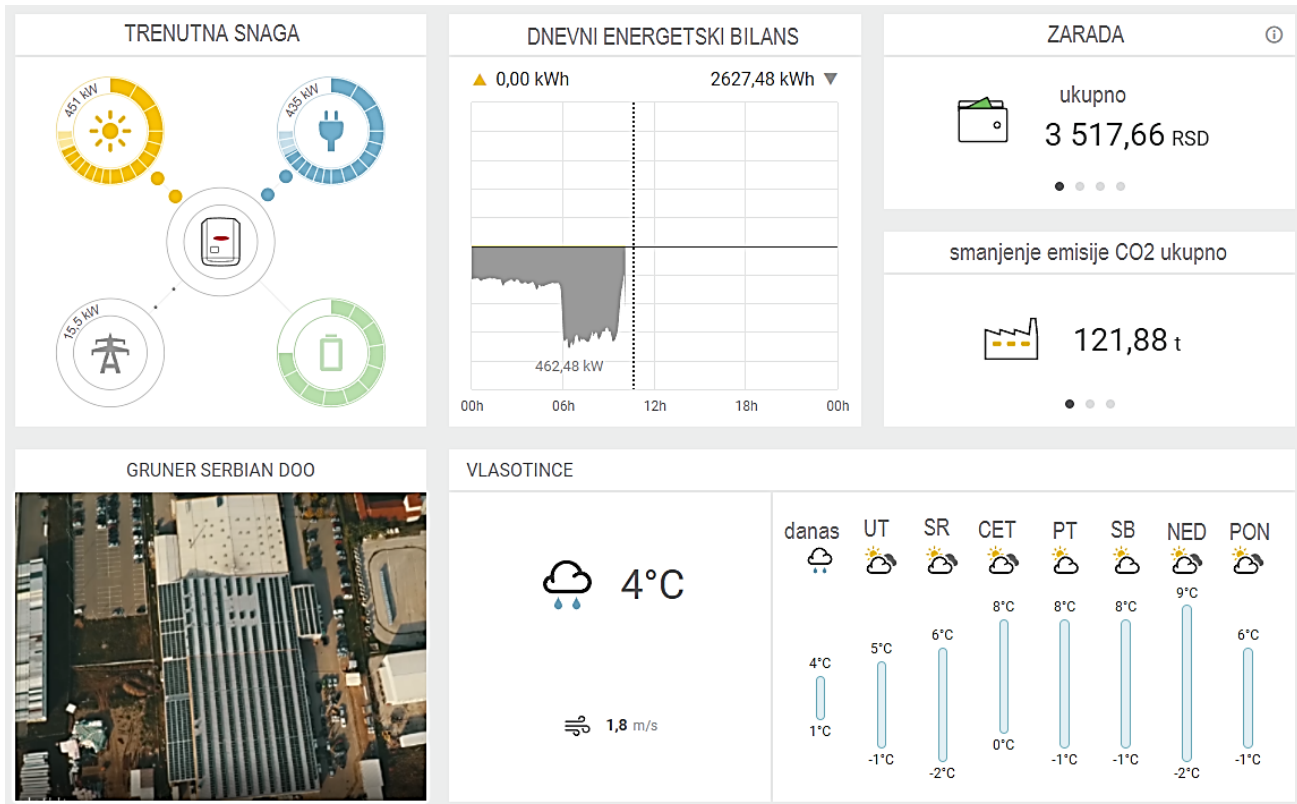 TRENUTNA SNAGA
451 kW
435 kW
15,5 kW
DNEVNI ENERGETSKI BILANS
0,00 kWh
2627,48 kWh
462,48 kW
00h 06h 12h 18h 00h
ZARADA
ukupno
3 517,66 RSD
smanjenje emisije CO2 ukupno
121,88 t
GRUNER SERBIAN DOO
VLASOTINCE
4°C
1,8 m/s
danas UT SR CET PT SB NED PON
4°C 5°C 6°C 8°C 8°C 8°C 9°C 6°C
1°C -1°C -2°C 0°C -1°C -1°C -2°C -1°C